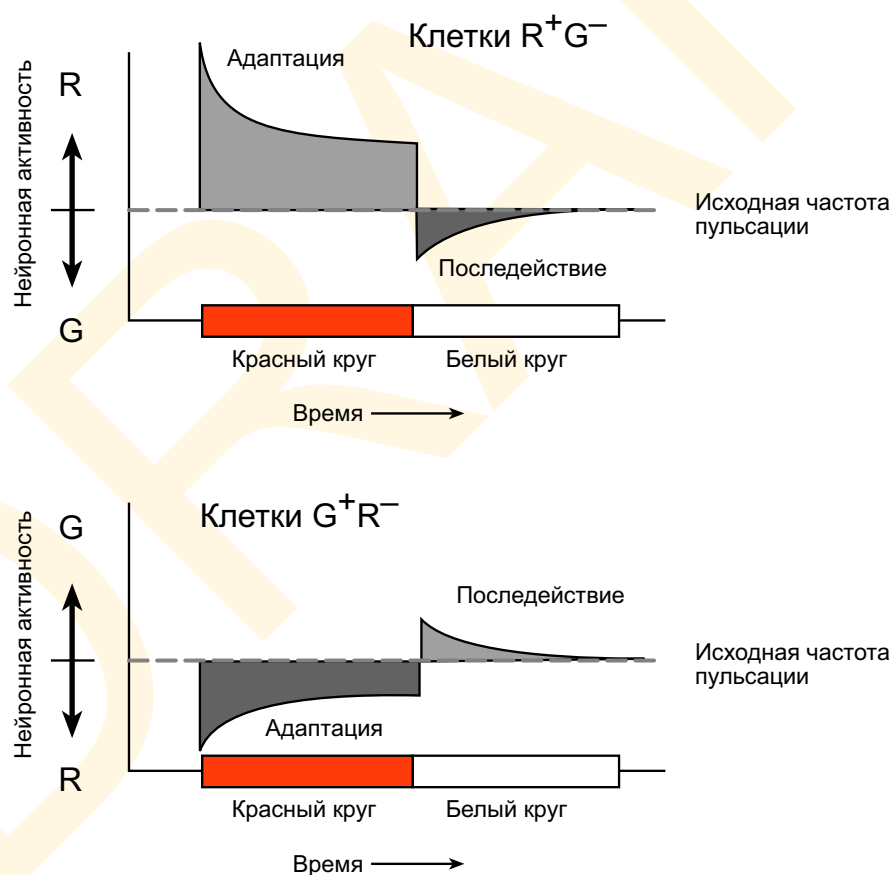 Клетки R+G–
Адаптация
R
Нейронная активность
Исходная частота
пульсации
Последействие
G
Красный круг
Белый круг
Время
Клетки G+R–
G
Нейронная активность
Последействие
Исходная частота
пульсации
Адаптация
R
Красный круг
Белый круг
Время